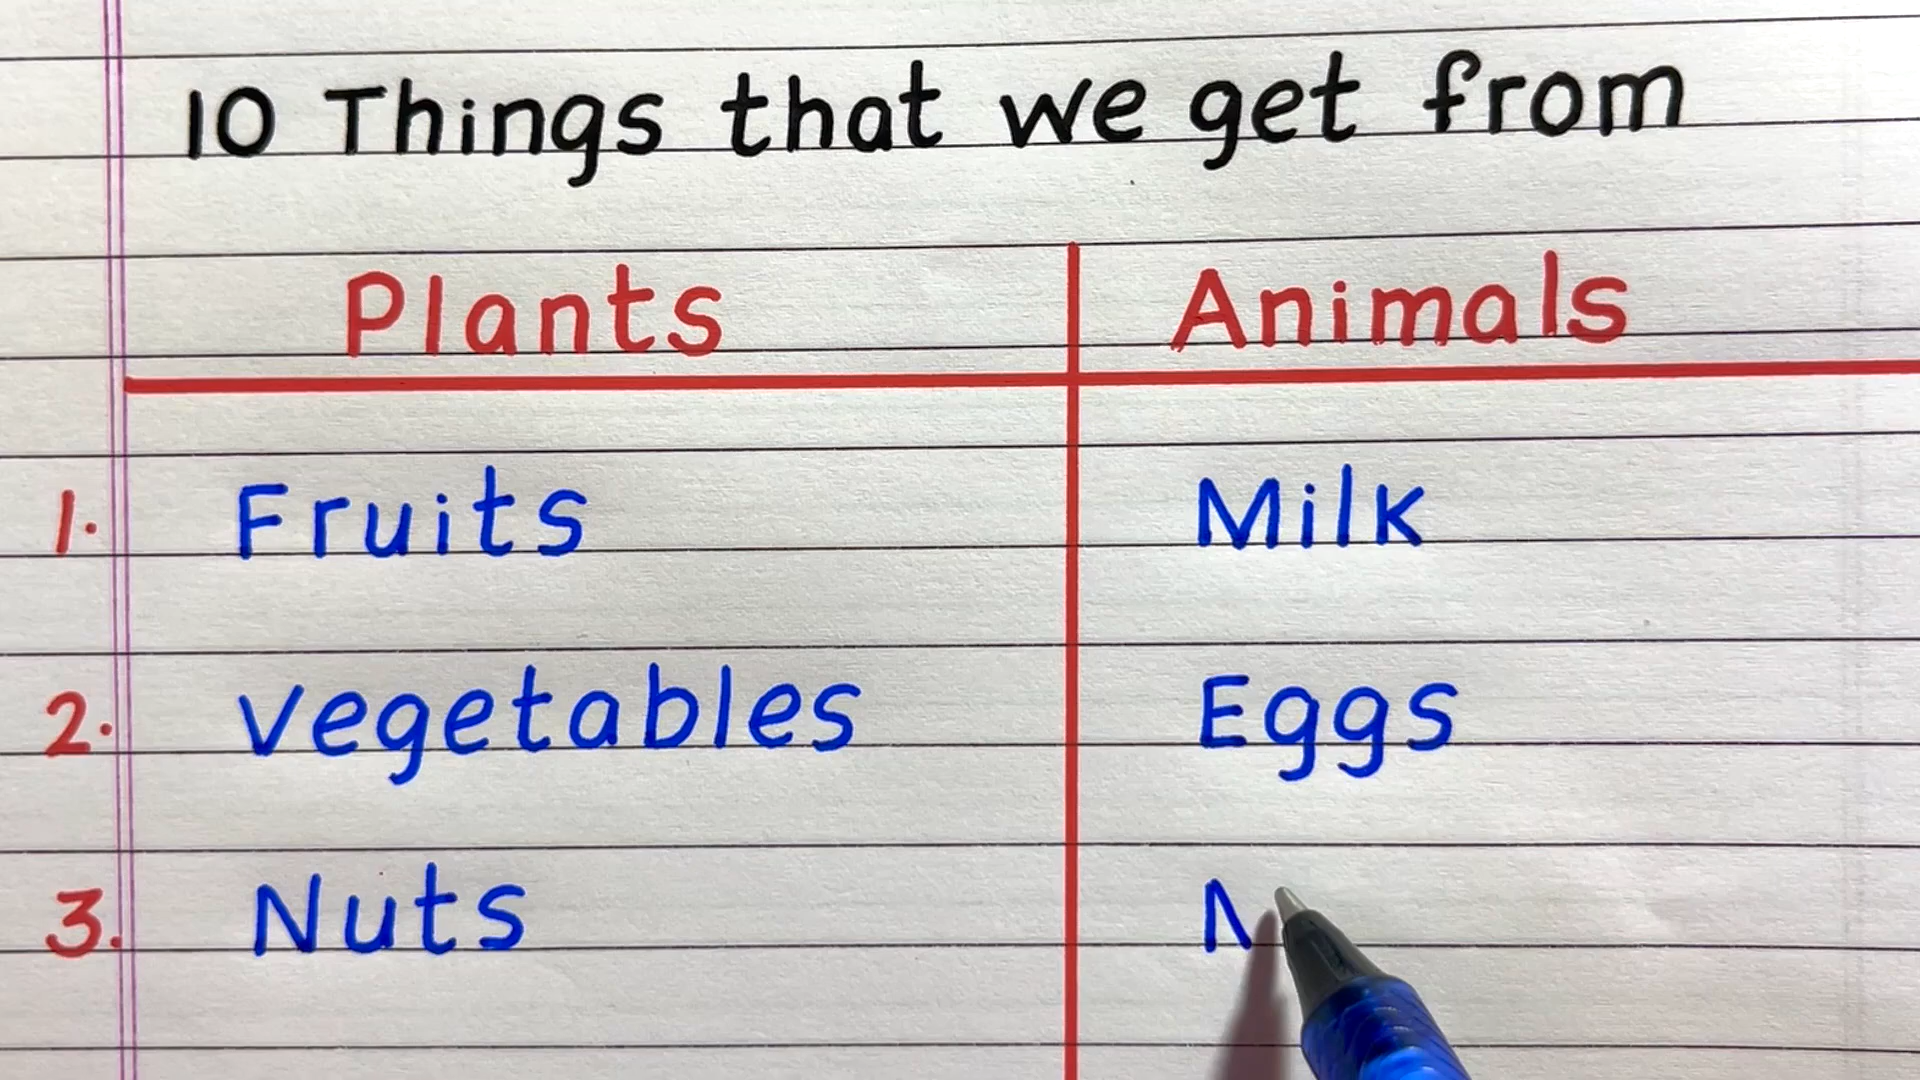 10 Things that we get from
Plants Animals
1. Fruits Milk
2. vegetables Eggs
3. Nuts